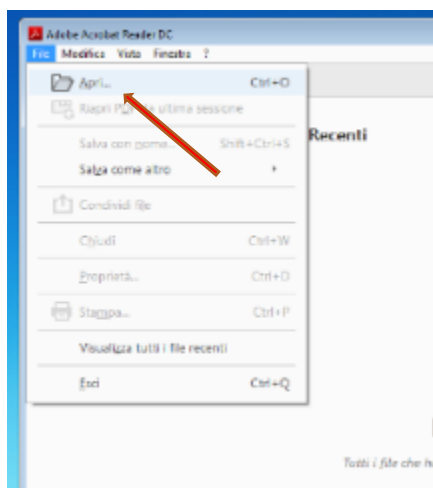 Adobe Acrobat Reader DC
File Modifica Vista Finestra ?
Apri... Ctrl+O
Riapri PDF da ultima sessione
Recenti
Salva con nome... Shift+Ctrl+S
Salva come altro
Condividi file
Chiudi Ctrl+W
Proprietà... Ctrl+D
Stampa... Ctrl+P
Visualizza tutti i file recenti
Esci Ctrl+Q
Tutti i file che